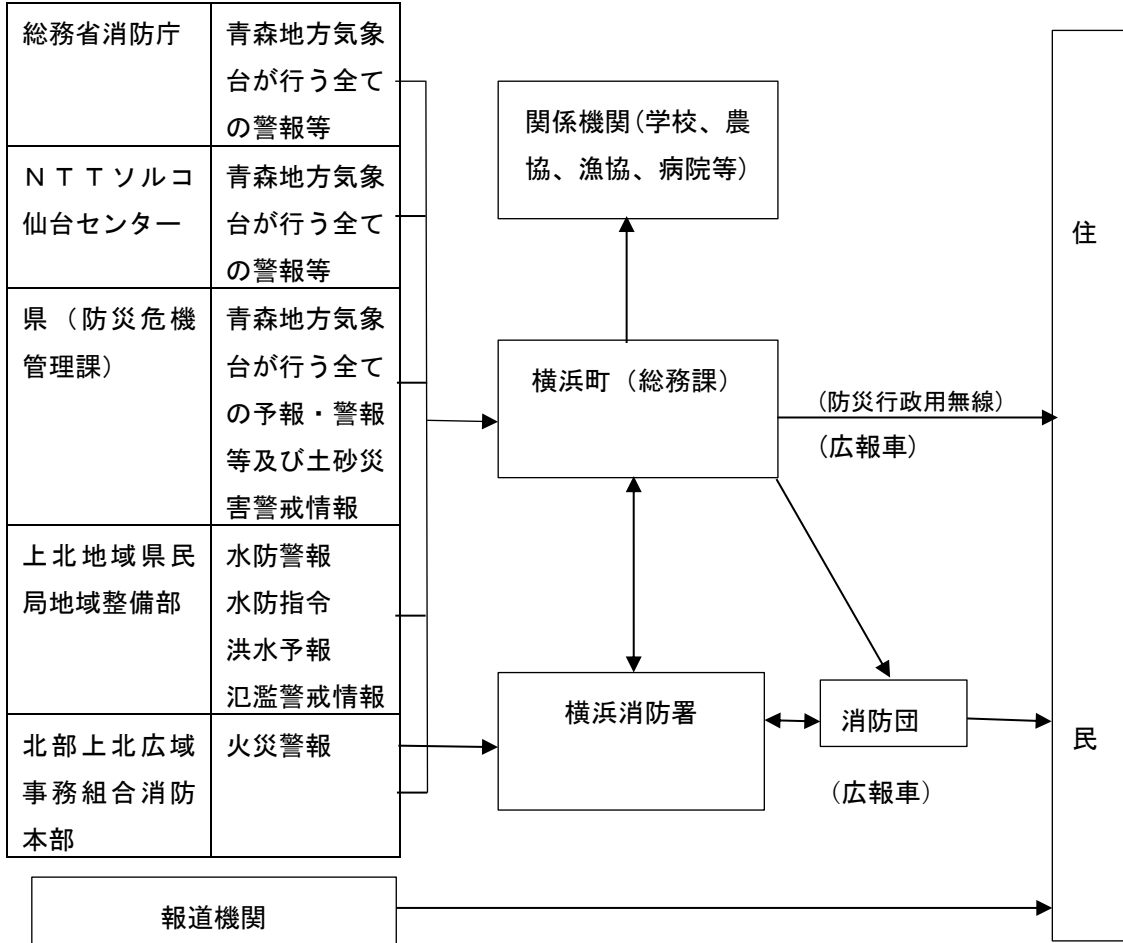 総務省消防庁
青森地方気象
台が行う全て
の警報等
ＮＴＴソルコ
仙台センター
青森地方気象
台が行う全て
の警報等
県（防災危機
管理課）
青森地方気象
台が行う全て
の予報・警報
等及び土砂災
害警戒情報
上北地域県民
局地域整備部
水防警報
水防指令
洪水予報
氾濫警戒情報
北部上北広域
事務組合消防
本部
火災警報
報道機関
関係機関（学校、農
協、漁協、病院等）
横浜町（総務課）
（防災行政用無線）
（広報車）
横浜消防署
消防団
（広報車）
住
民